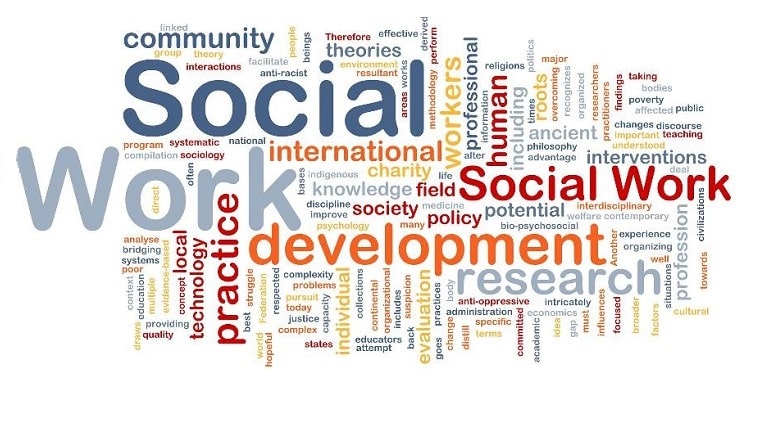 linked
community
group
theory
facilitate
interactions
anti-racist
people
beings
Therefore
effective
theories
environment
resultant
derived
perform
areas
works
methodology
Social
workers
professional
information
human
religions
including
times
roots
politics
major
overcoming
recognizes
organized
researchers
practitioners
findings
taking
bodies
poverty
affected
public
changes
discourse
important
teaching
understood
ancient
philosophy
advantage
interventions
deal
program
systematic
national
compilation
sociology
international
charity
alter
life
Work
often
direct
bases
indigenous
knowledge
field
Social Work
discipline
improve
society
medicine
policy
potential
interdisciplinary
welfare
contemporary
bio-psychosocial
psychology
many
development
Another
experience
organizing
profession
civilizations
analyse
bridging
systems
poor
context
education
multiple
evidence-based
concept
local
technology
practice
providing
quality
draws
best
struggle
Federation
world
hopeful
respected
complexity
problems
pursuit
today
justice
complex
states
capacity
individual
collections
educators
attempt
continental
organizational
includes
back
suspicion
evaluation
practices
goes
body
change
research
anti-oppressive
administration
distill
specific
terms
intricately
economics
committed
academic
idea
gap
must
influences
focused
broader
well
situations
factors
towards
cultural